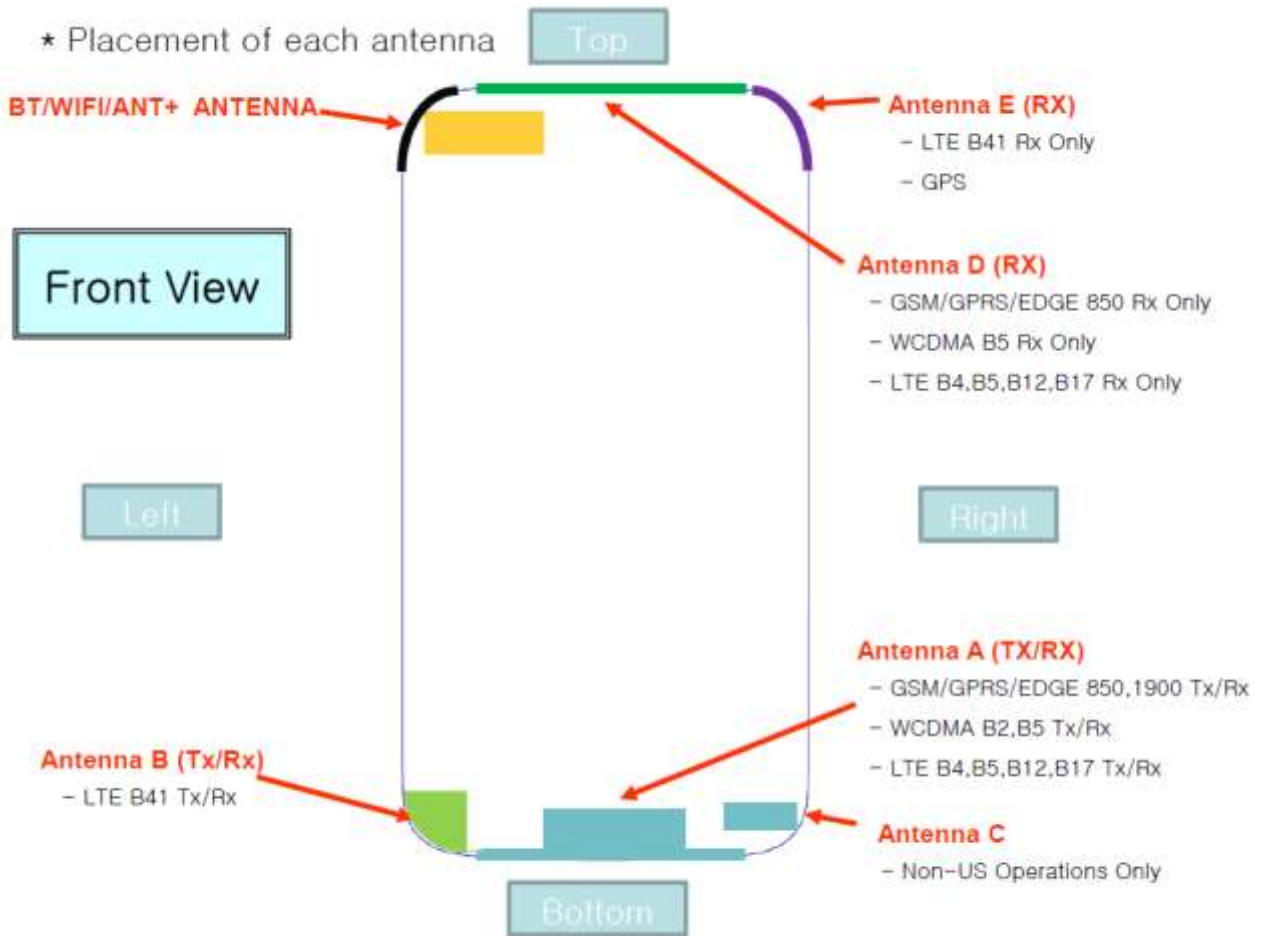 * Placement of each antenna
Top
BT/WIFI/ANT+ ANTENNA
Antenna E (RX)
- LTE B41 Rx Only
- GPS
Front View
Antenna D (RX)
- GSM/GPRS/EDGE 850 Rx Only
- WCDMA B5 Rx Only
- LTE B4,B5,B12,B17 Rx Only
Left
Right
Antenna A (TX/RX)
- GSM/GPRS/EDGE 850,1900 Tx/Rx
- WCDMA B2,B5 Tx/Rx
- LTE B4,B5,B12,B17 Tx/Rx
Antenna B (Tx/Rx)
- LTE B41 Tx/Rx
Antenna C
- Non-US Operations Only
Bottom